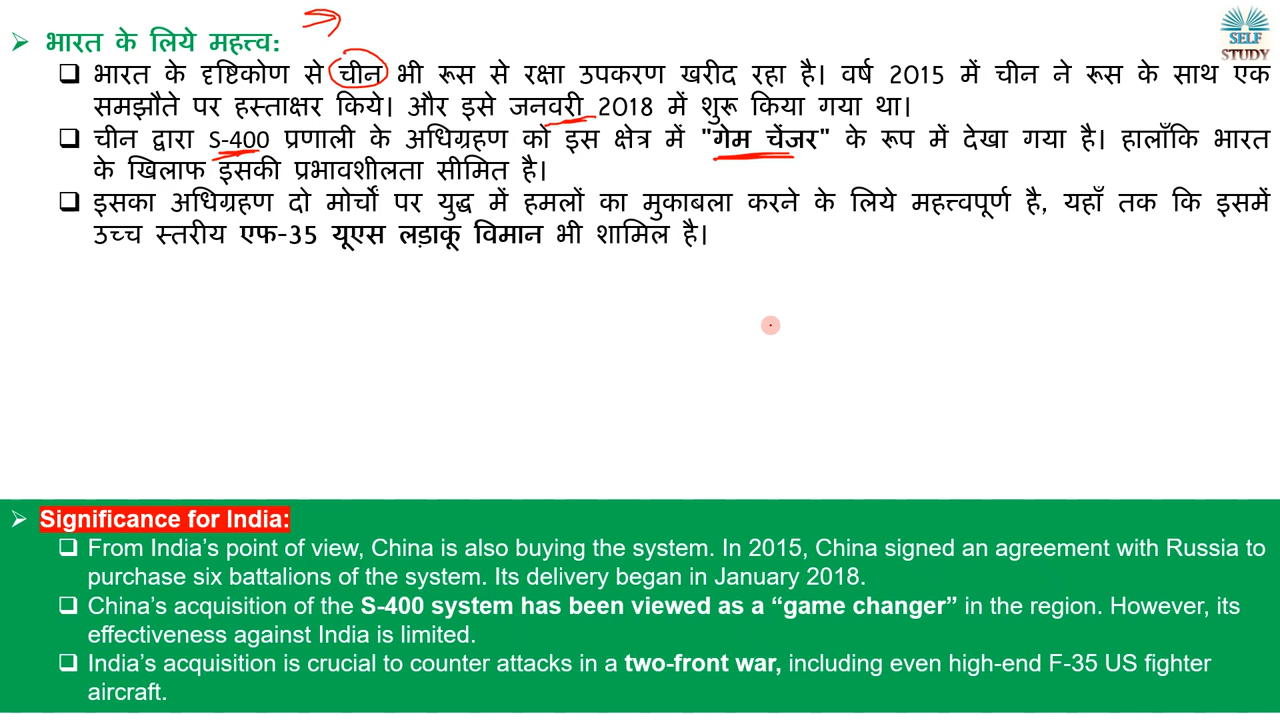 भारत के लिये महत्त्व:
SELF
STUDY
भारत के दृष्टिकोण से चीन भी रूस से रक्षा उपकरण खरीद रहा है। वर्ष 2015 में चीन ने रूस के साथ एक
समझौते पर हस्ताक्षर किये। और इसे जनवरी 2018 में शुरू किया गया था।
चीन द्वारा S-400 प्रणाली के अधिग्रहण को इस क्षेत्र में "गेम चेंजर" के रूप में देखा गया है। हालाँकि भारत
के खिलाफ इसकी प्रभावशीलता सीमित है।
इसका अधिग्रहण दो मोर्चों पर युद्ध में हमलों का मुकाबला करने के लिये महत्त्वपूर्ण है, यहाँ तक कि इसमें
उच्च स्तरीय एफ-35 यूएस लड़ाकू विमान भी शामिल है।
Significance for India:
From India’s point of view, China is also buying the system. In 2015, China signed an agreement with Russia to
purchase six battalions of the system. Its delivery began in January 2018.
China’s acquisition of the S-400 system has been viewed as a “game changer” in the region. However, its
effectiveness against India is limited.
India’s acquisition is crucial to counter attacks in a two-front war, including even high-end F-35 US fighter
aircraft.